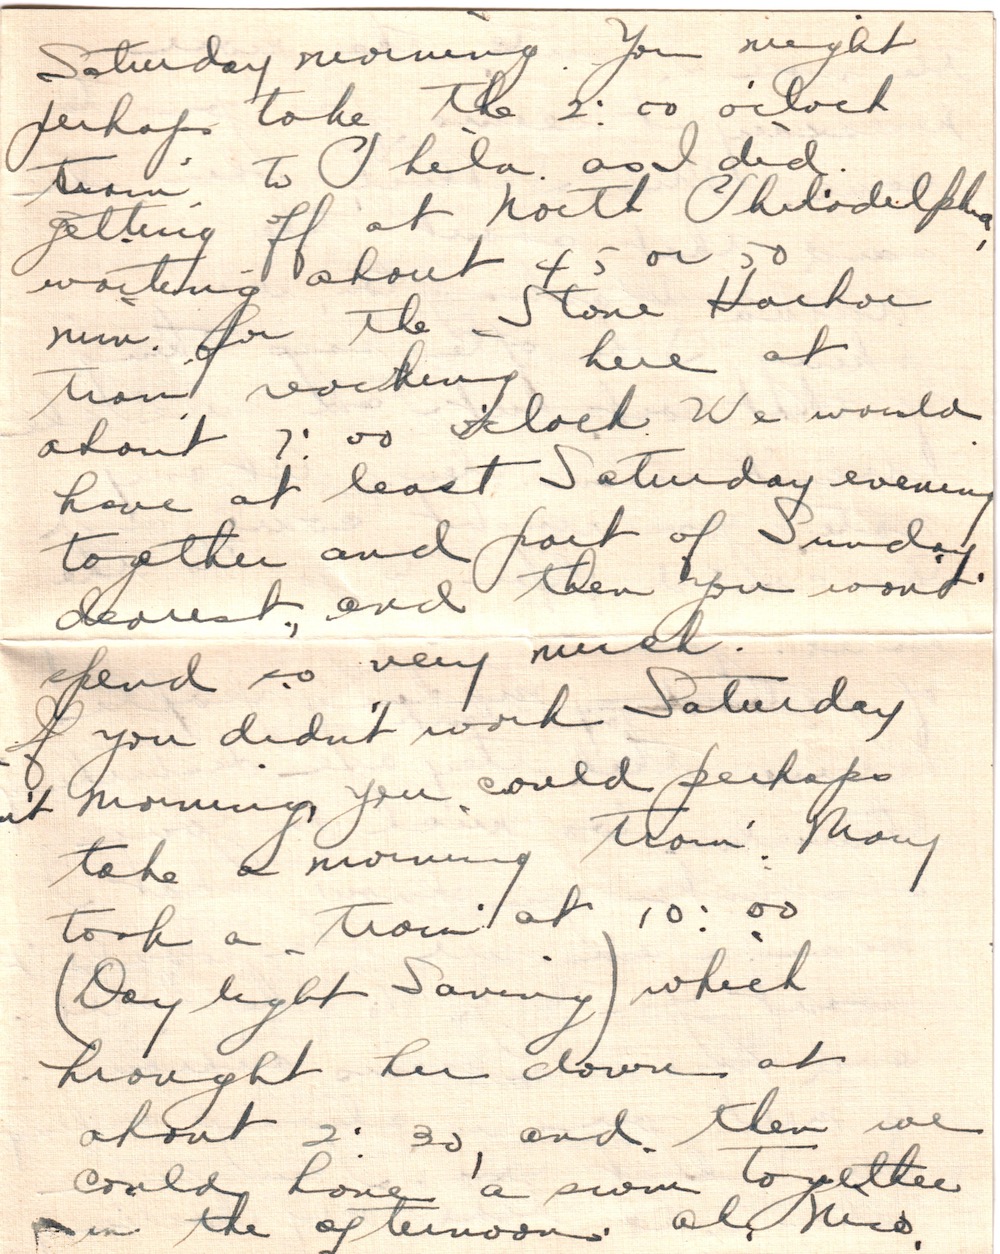 Saturday morning. You might
perhaps take the 2:00 o'clock
train to Phila. as I did.
getting off at North Philadelphia,
waiting about 45 or 50
min. for the Stone Harbor
train, reaching here at
about 7:00 o'clock. We would
have at least Saturday evening
together and part of Sunday
dearest, and then you won't
spend so very much.
If you didn't work Saturday
morning, you could perhaps
take a morning train. Mary
took a train at 10:00
(Day light Saving) which
brought her down at
about 2:30, and then we
could have a swim together
in the afternoon.